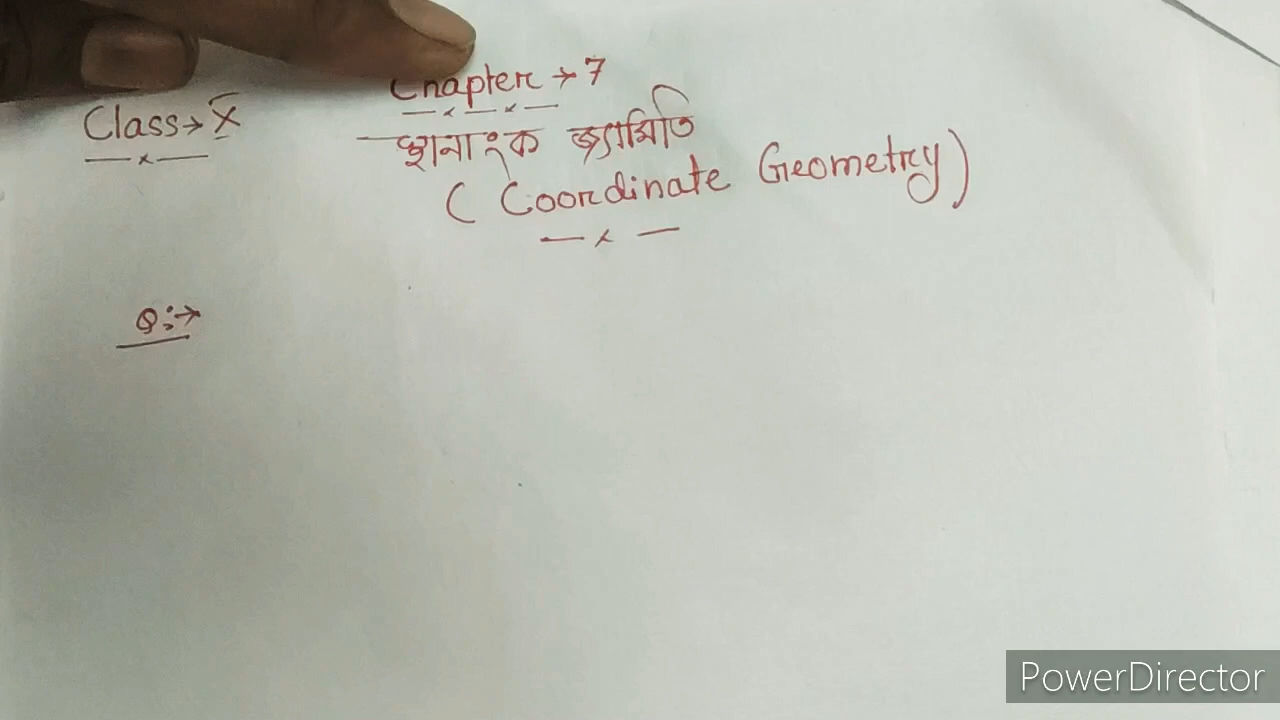 Chapter → 7
Class → X
স্থানাংক জ্যামিতি
( Coordinate Geometry )
Q:→
PowerDirector